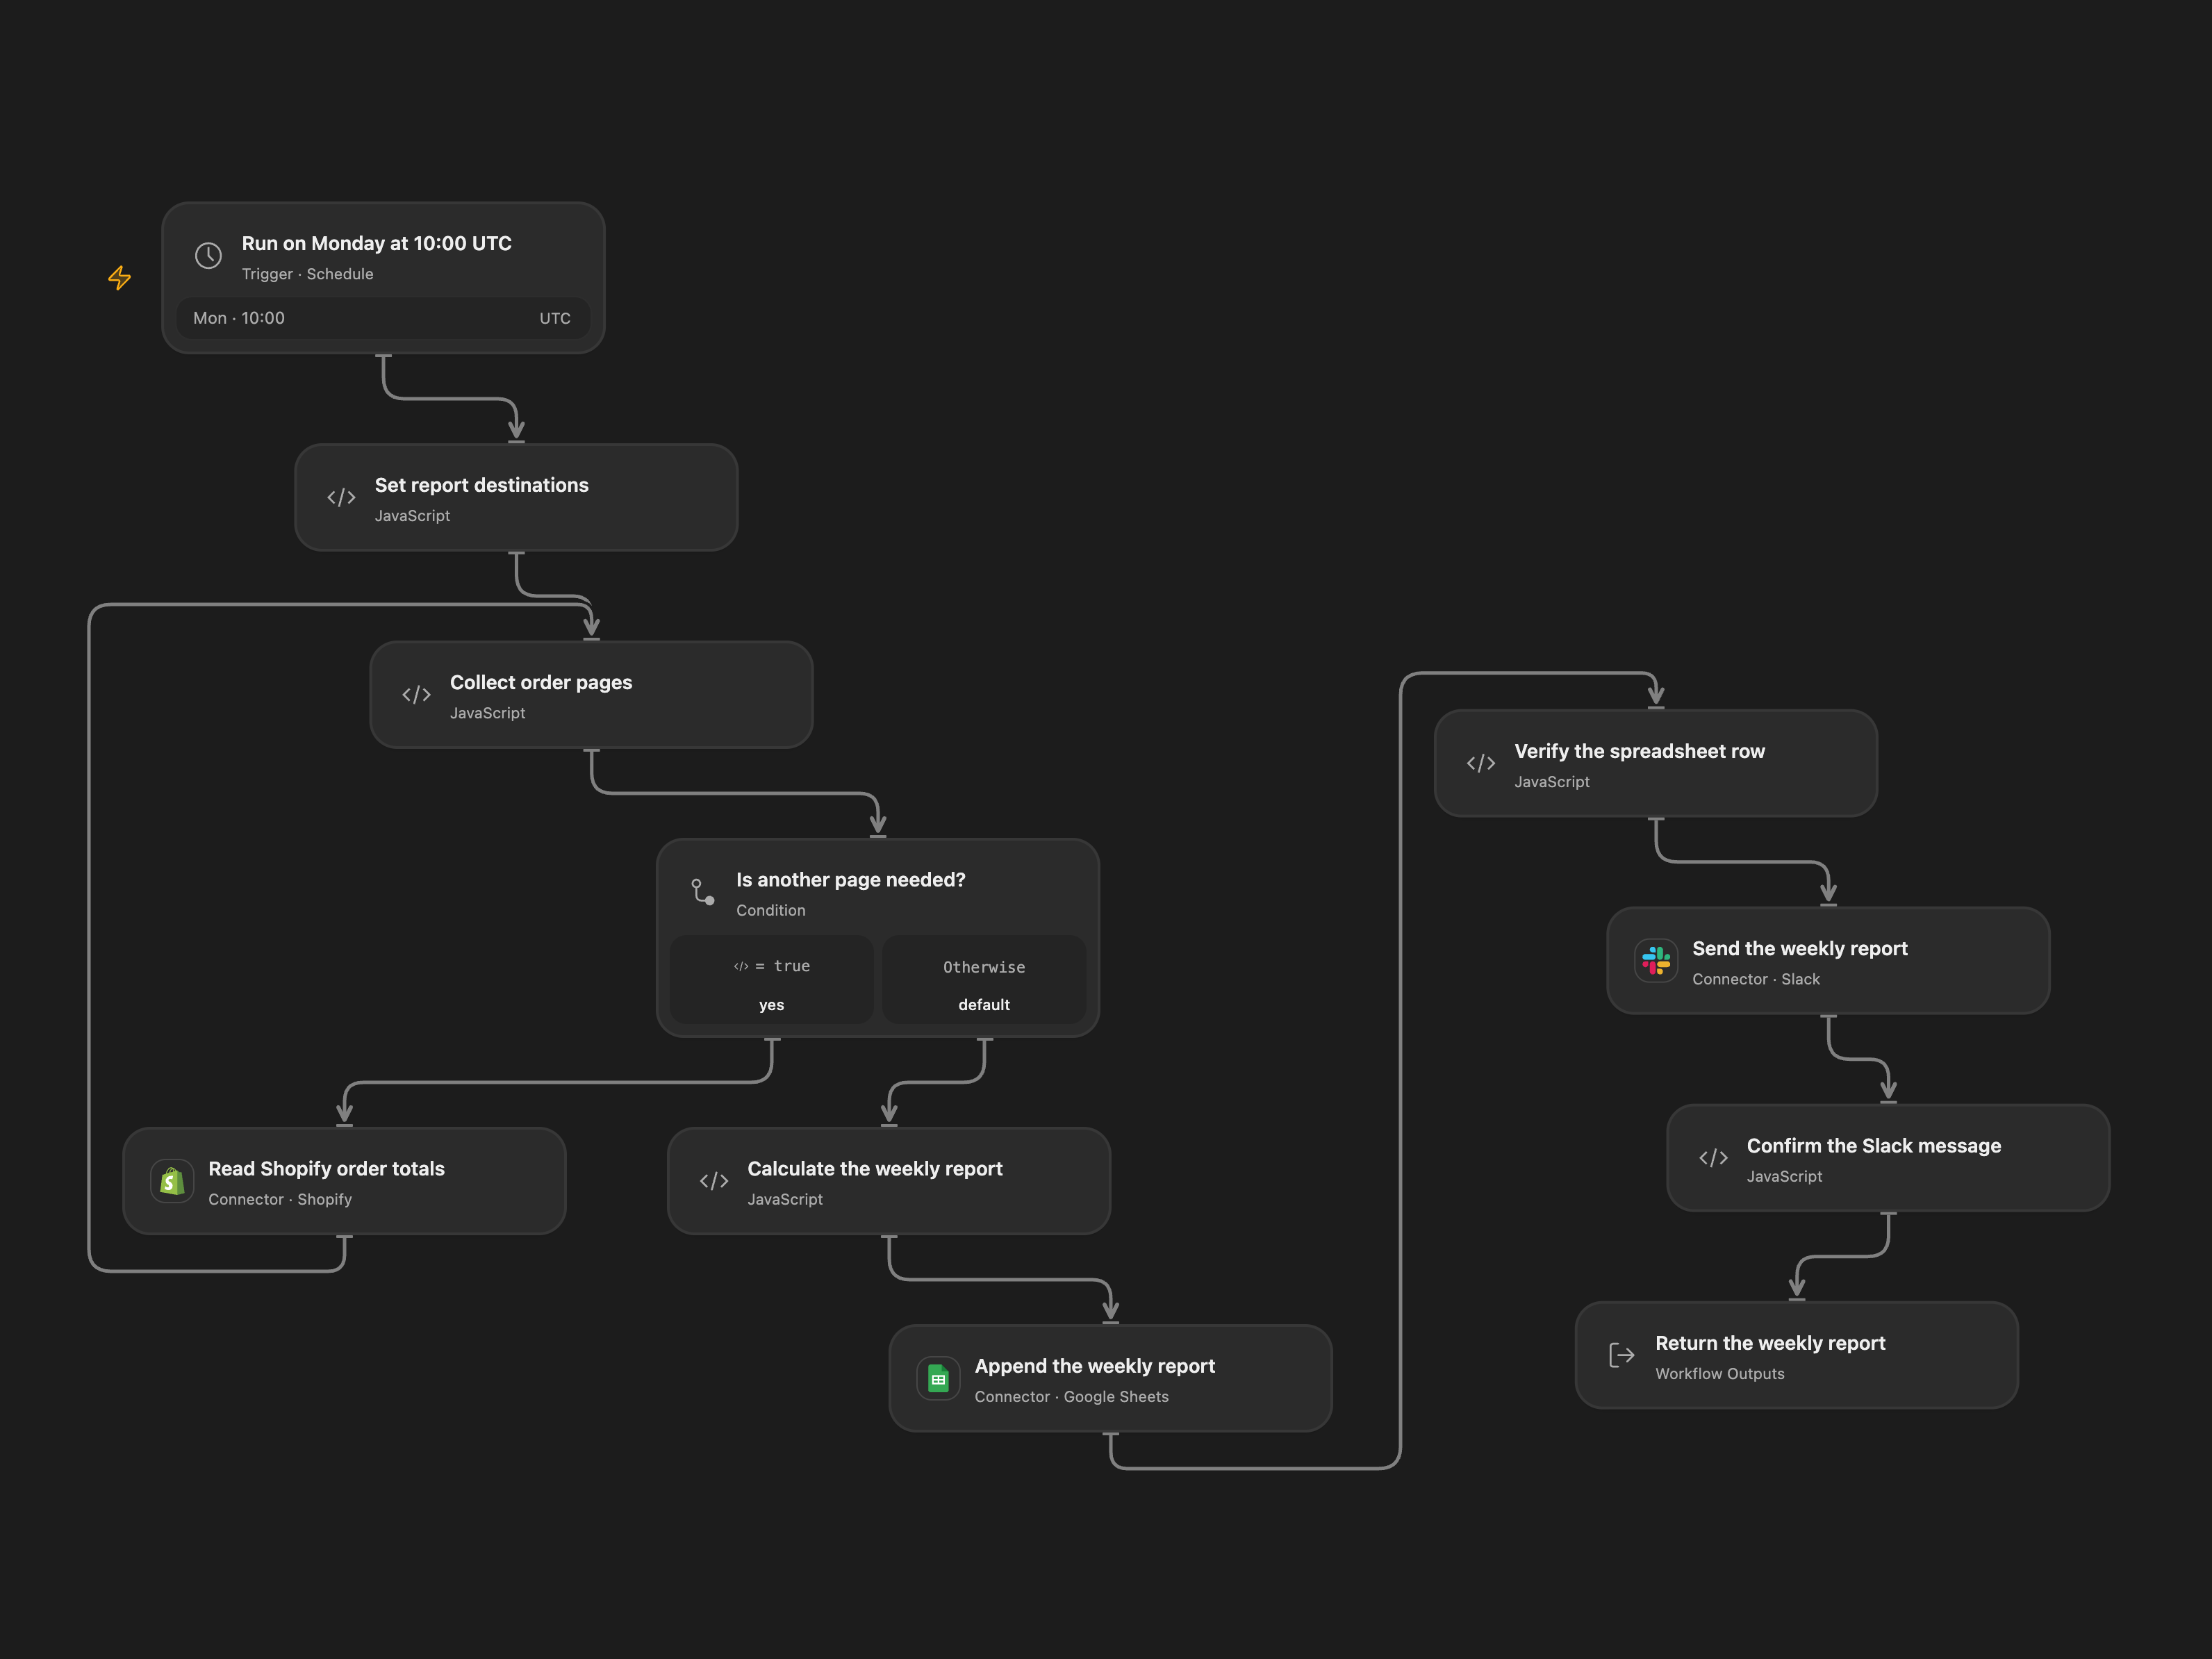 Run on Monday at 10:00 UTC
Trigger · Schedule
Mon · 10:00
UTC
Set report destinations
JavaScript
Collect order pages
JavaScript
Is another page needed?
Condition
</> = true
yes
Otherwise
default
Read Shopify order totals
Connector · Shopify
Calculate the weekly report
JavaScript
Append the weekly report
Connector · Google Sheets
Verify the spreadsheet row
JavaScript
Send the weekly report
Connector · Slack
Confirm the Slack message
JavaScript
Return the weekly report
Workflow Outputs